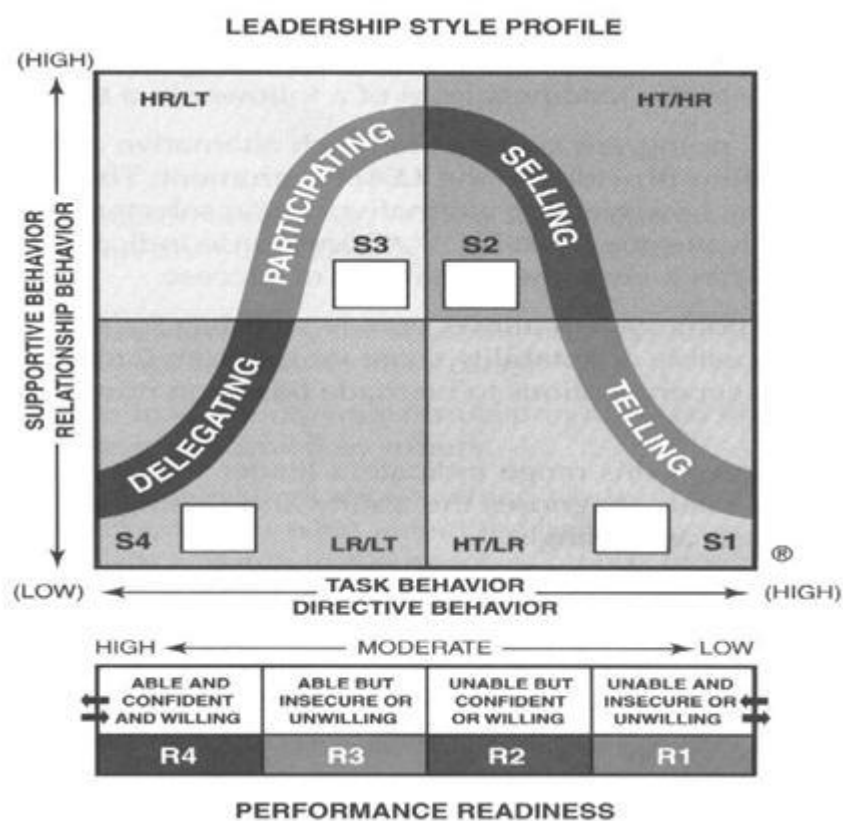 LEADERSHIP STYLE PROFILE
(HIGH)
HR/LT
HT/HR
PARTICIPATING
SELLING
S3
S2
SUPPORTIVE BEHAVIOR
RELATIONSHIP BEHAVIOR
DELEGATING
TELLING
S4
LR/LT
HT/LR
S1
®
(LOW)
TASK BEHAVIOR
DIRECTIVE BEHAVIOR
(HIGH)
HIGH
MODERATE
LOW
ABLE AND
CONFIDENT
AND WILLING
ABLE BUT
INSECURE OR
UNWILLING
UNABLE BUT
CONFIDENT
OR WILLING
UNABLE AND
INSECURE OR
UNWILLING
R4
R3
R2
R1
PERFORMANCE READINESS